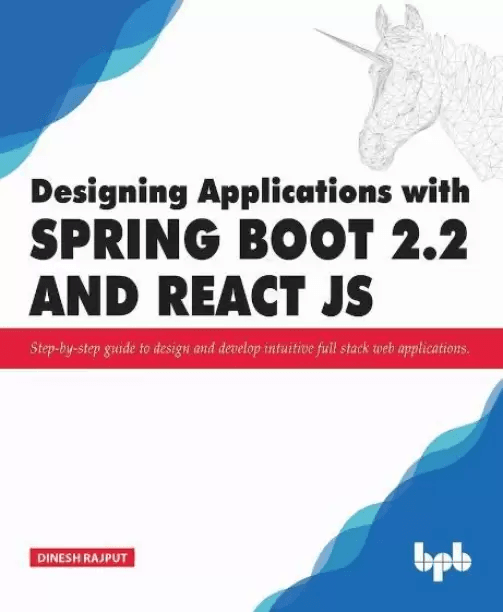 Designing Applications with
SPRING BOOT 2.2
AND REACT JS
Step-by-step guide to design and develop intuitive full stack web applications.
DINESH RAJPUT
bpb